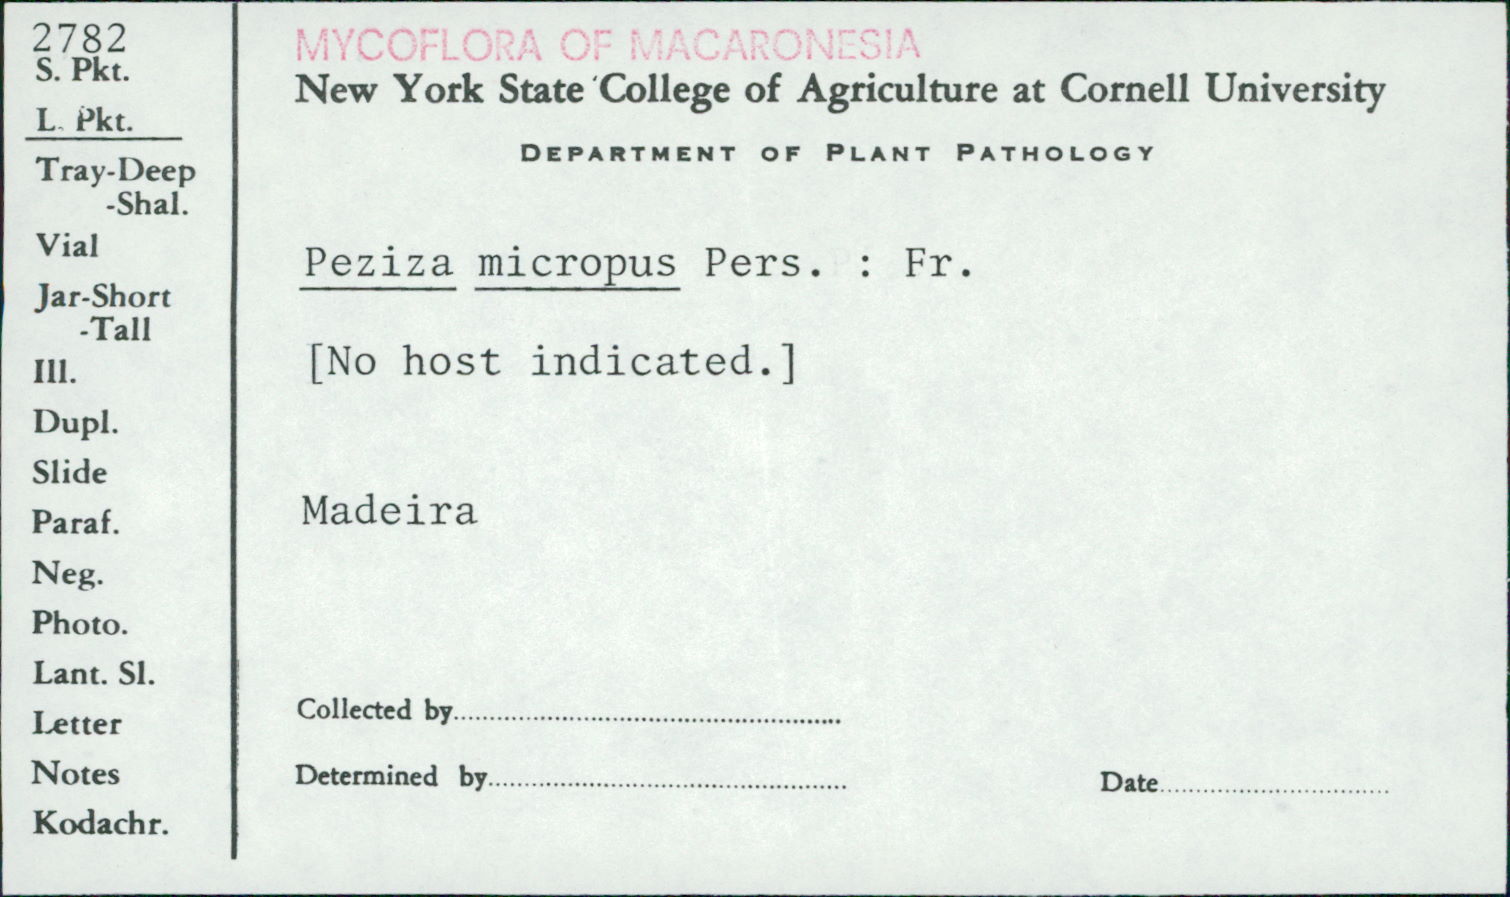 2782
S. Pkt.
L. Pkt.
Tray-Deep
-Shal.
Vial
Jar-Short
-Tall
Ill.
Dupl.
Slide
Paraf.
Neg.
Photo.
Lant. Sl.
Letter
Notes
Kodachr.
MYCOFLORA OF MACARONESIA
New York State College of Agriculture at Cornell University
DEPARTMENT OF PLANT PATHOLOGY
Peziza micropus Pers. : Fr.
[No host indicated.]
Madeira
Collected by
Determined by
Date